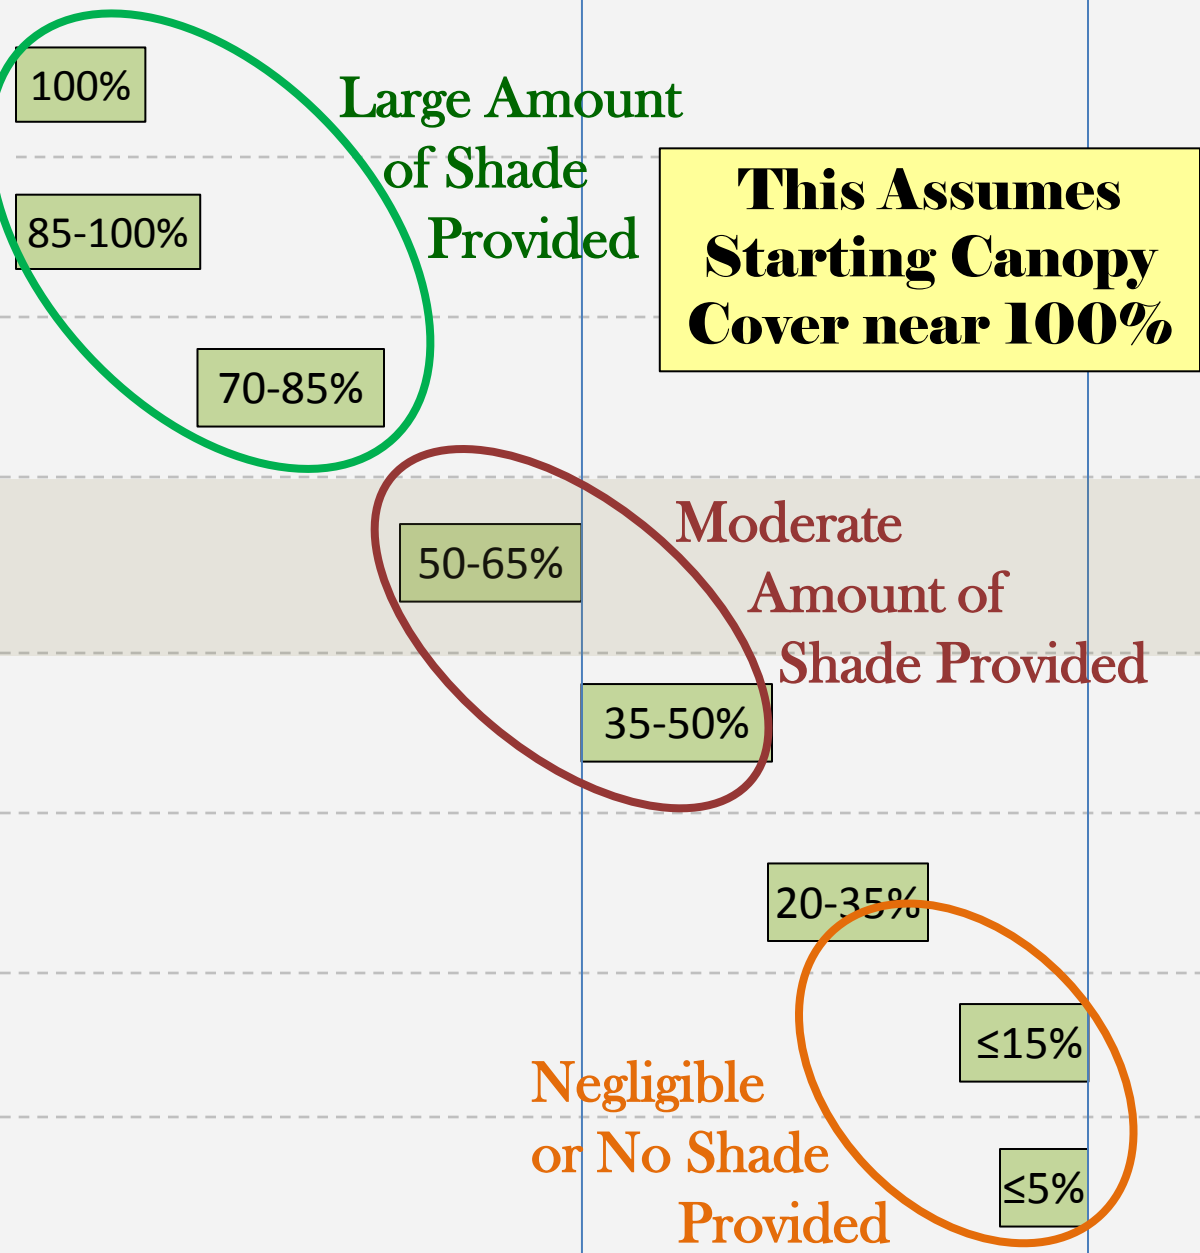 100%
Large Amount
of Shade
Provided
85-100%
This Assumes
Starting Canopy
Cover near 100%
70-85%
50-65%
Moderate
Amount of
Shade Provided
35-50%
20-35%
≤15%
Negligible
or No Shade
Provided
≤5%